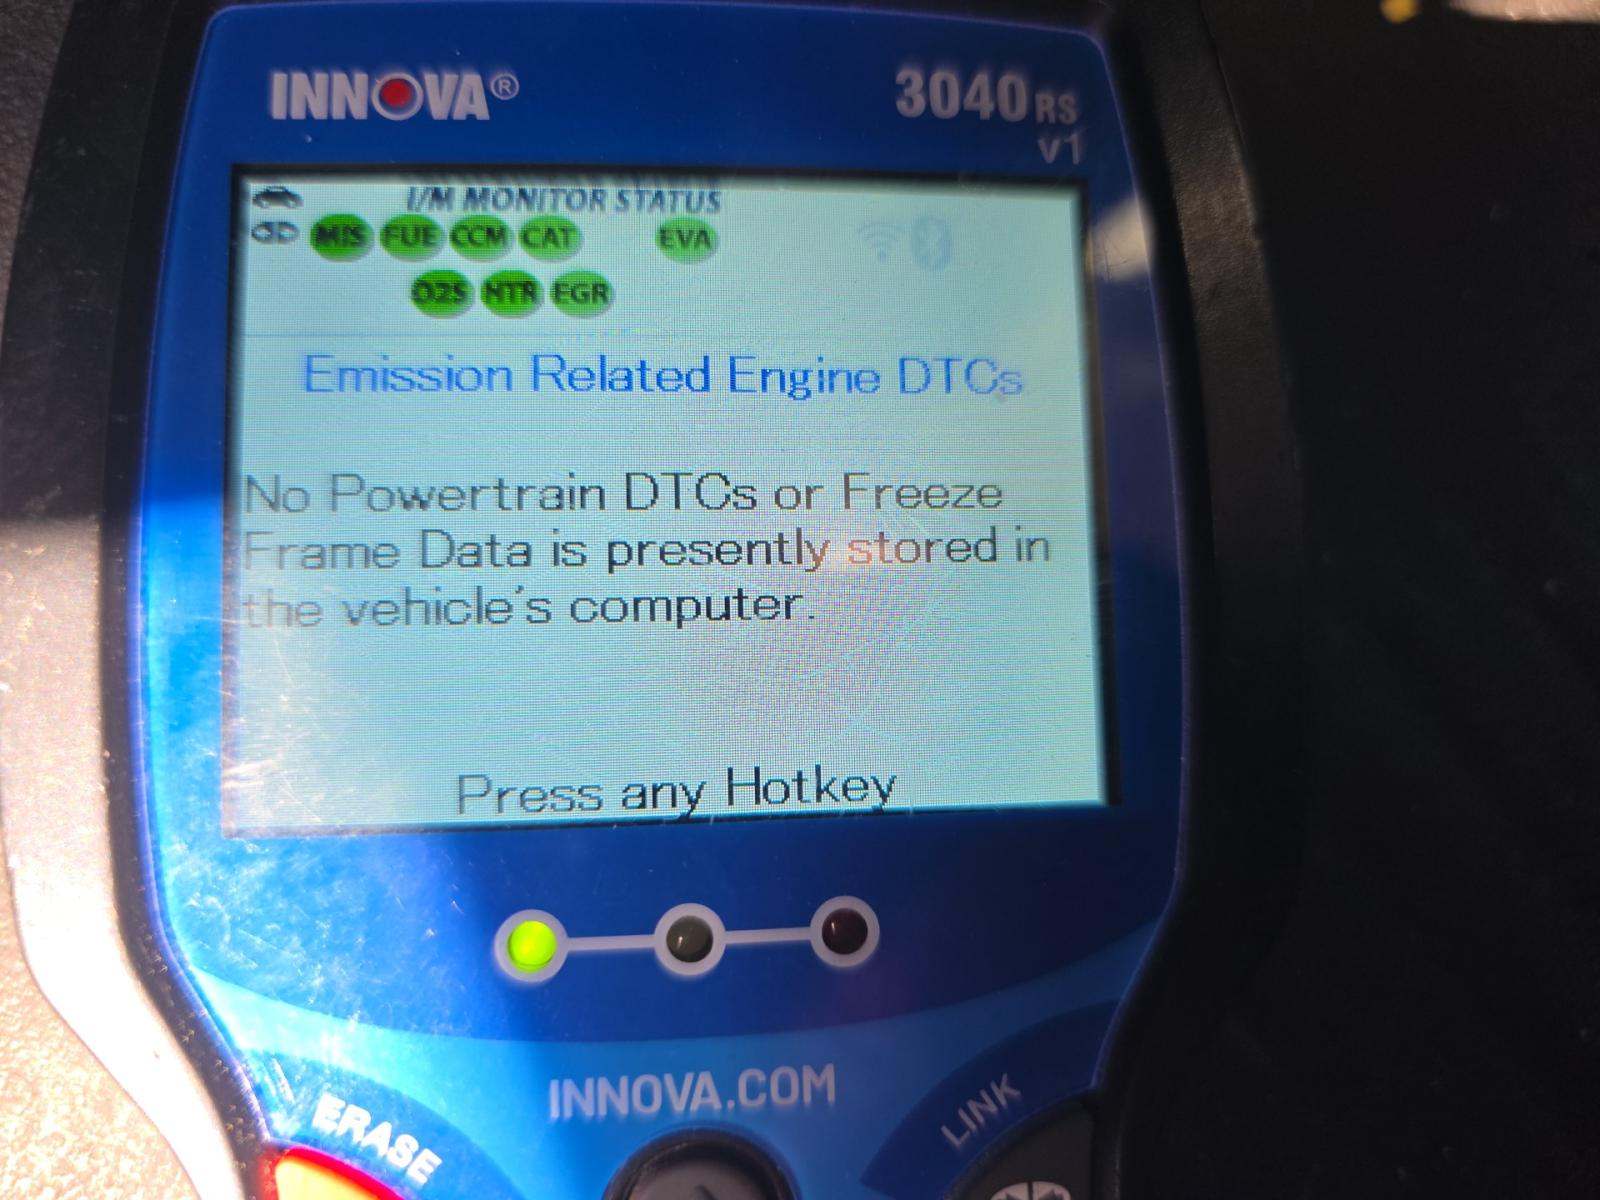 INNOVA®
3040RS
V1
I/M MONITOR STATUS
MIS FUE CCM CAT EVA
O2S HTR EGR
Emission Related Engine DTCs
No Powertrain DTCs or Freeze
Frame Data is presently stored in
the vehicle's computer.
Press any Hotkey
INNOVA.COM
ERASE
LINK